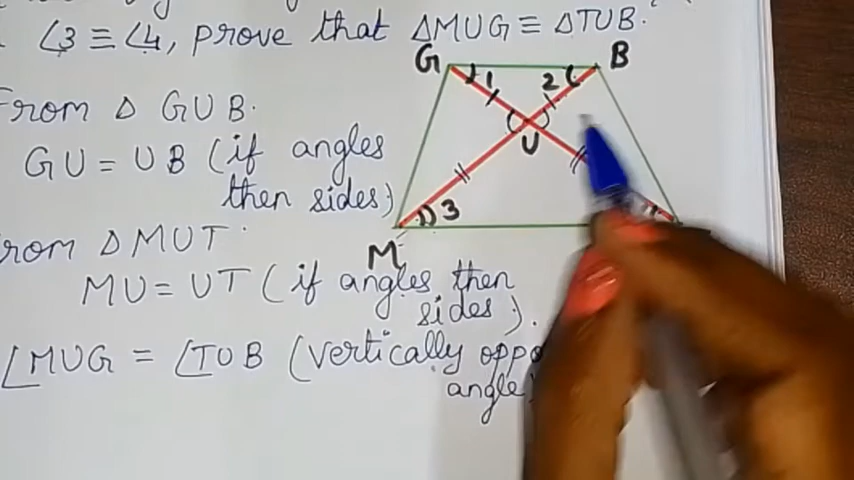 ∠3 ≡ ∠4, prove that ΔMUG ≡ ΔTUB.
From Δ GUB.
GU = UB (if angles
then sides)
From Δ MUT.
MU = UT (if angles then
sides).
∠MUG = ∠TUB (vertically
angle)
G
1
2
B
U
3
M